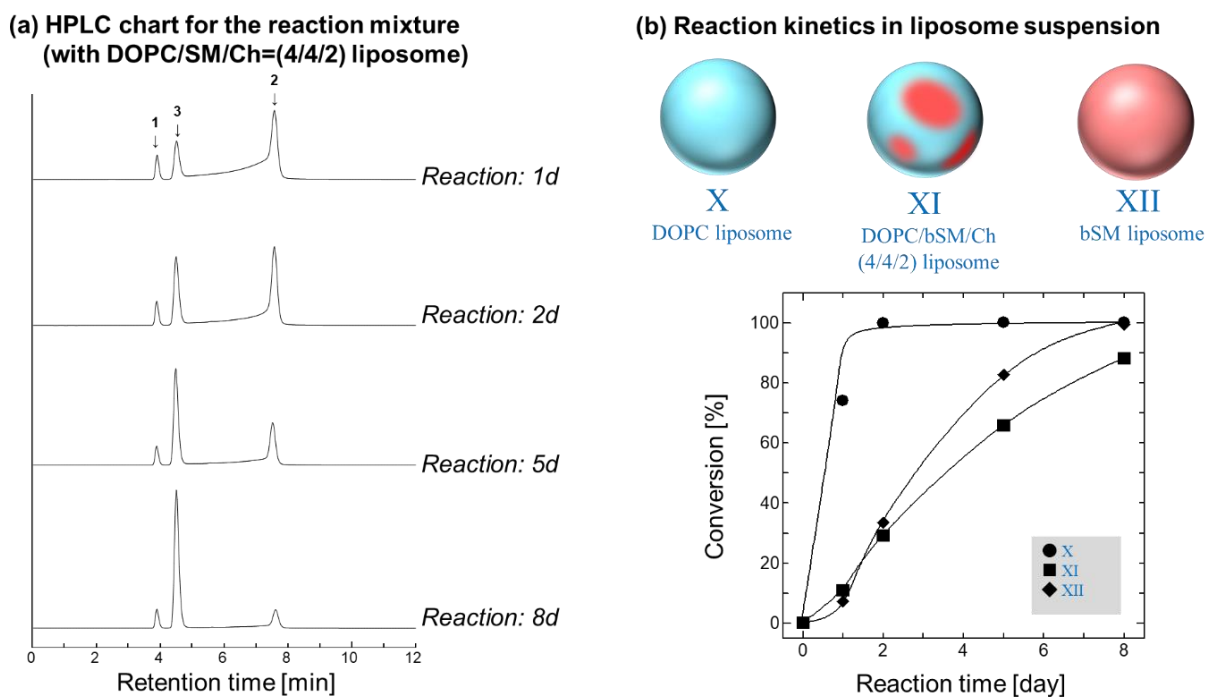 (a) HPLC chart for the reaction mixture
(with DOPC/SM/Ch=(4/4/2) liposome)
1
3
2
Reaction: 1d
Reaction: 2d
Reaction: 5d
Reaction: 8d
0 2 4 6 8 10 12
Retention time [min]
(b) Reaction kinetics in liposome suspension
X
DOPC liposome
XI
DOPC/bSM/Ch
(4/4/2) liposome
XII
bSM liposome
100
80
60
40
20
0
Conversion [%]
X
XI
XII
0 2 4 6 8
Reaction time [day]